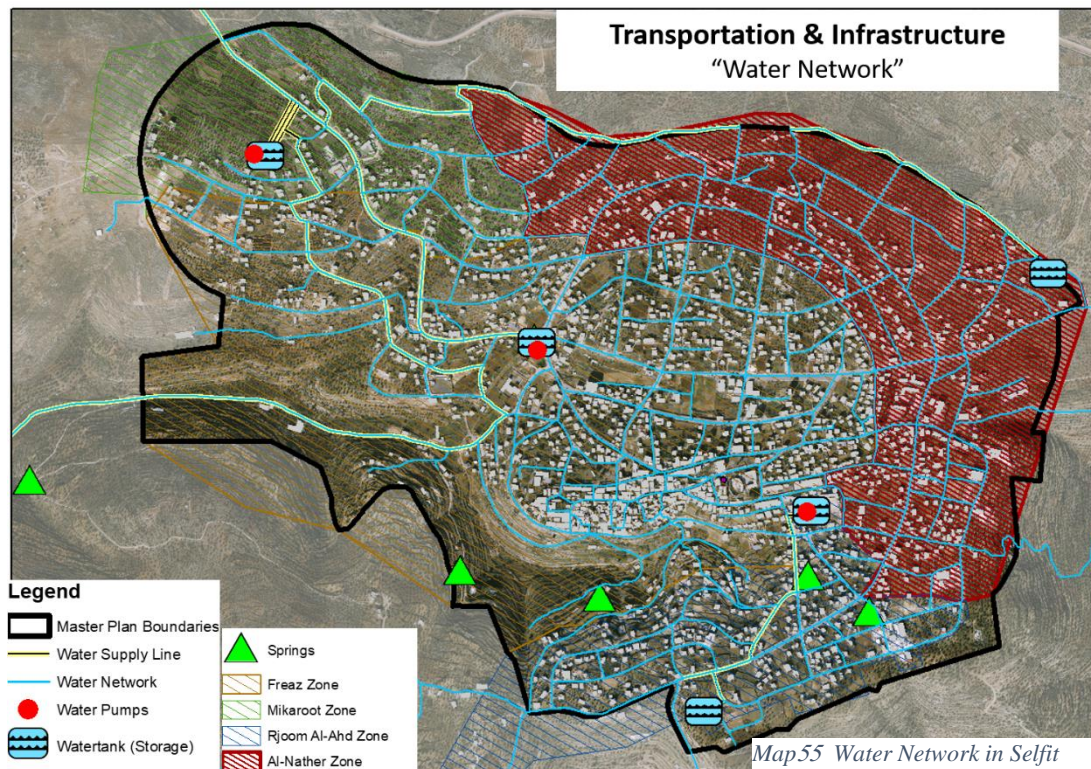 Transportation & Infrastructure
“Water Network”
Legend
Master Plan Boundaries
Water Supply Line
Water Network
Water Pumps
Watertank (Storage)
Springs
Freaz Zone
Mikaroot Zone
Rjoom Al-Ahd Zone
Al-Nather Zone
Map55 Water Network in Selfit